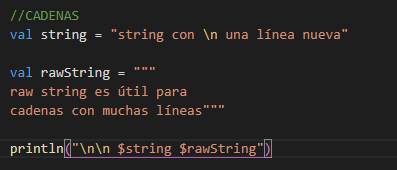 //CADENAS
val string = "string con \n una línea nueva"
val rawString = """
raw string es útil para
cadenas con muchas líneas"""
println("\n\n $string $rawString")